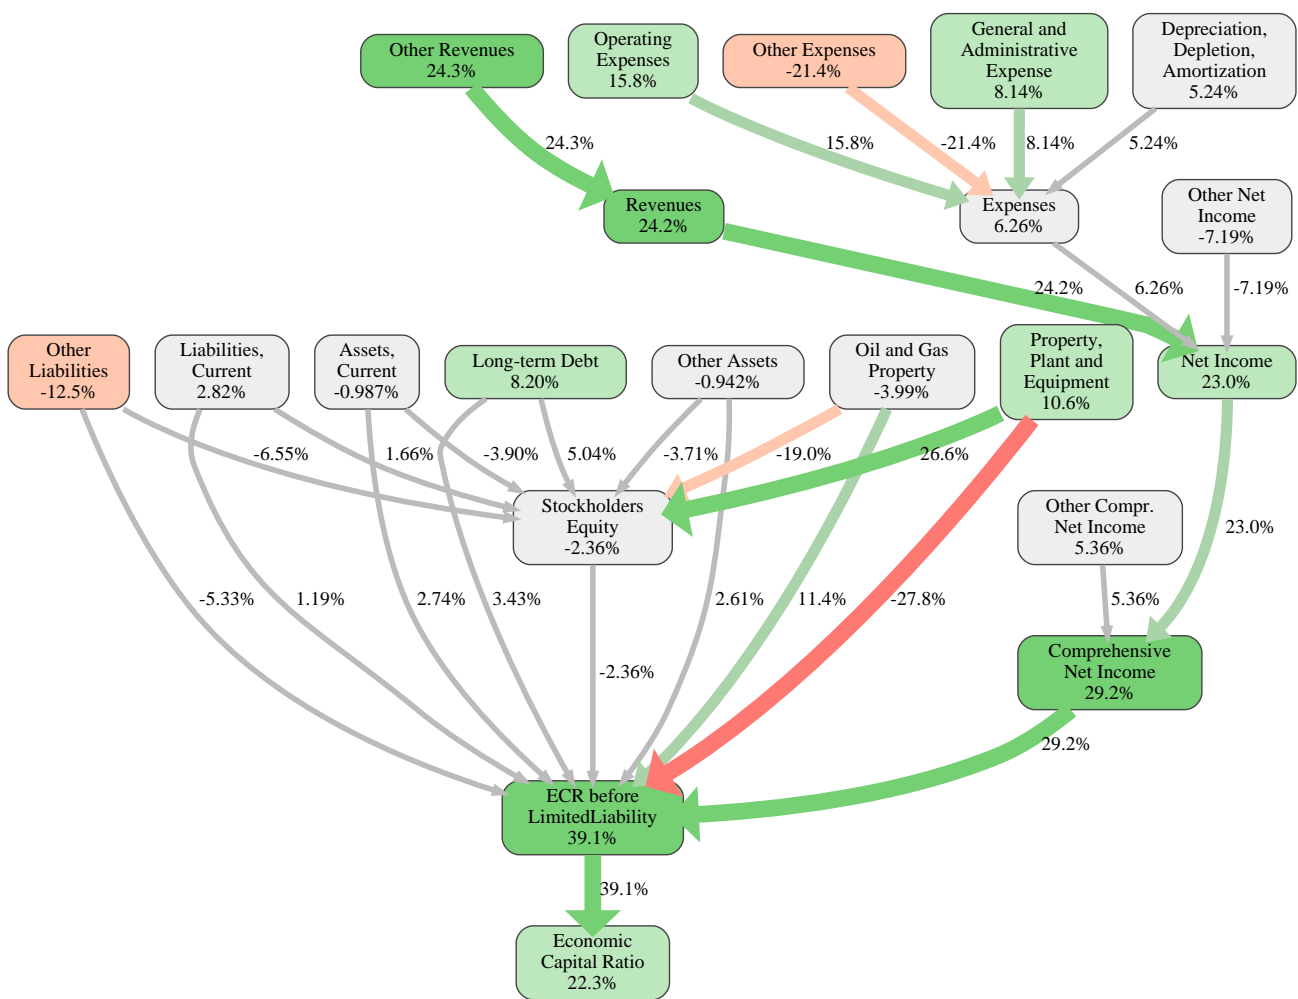 Other Revenues
24.3%
Operating
Expenses
15.8%
Other Expenses
-21.4%
General and
Administrative
Expense
8.14%
Depreciation,
Depletion,
Amortization
5.24%
24.3%
15.8%
-21.4%
8.14%
5.24%
Revenues
24.2%
Expenses
6.26%
Other Net
Income
-7.19%
24.2%
6.26%
-7.19%
Other
Liabilities
-12.5%
Liabilities,
Current
2.82%
Assets,
Current
-0.987%
Long-term Debt
8.20%
Other Assets
-0.942%
Oil and Gas
Property
-3.99%
Property,
Plant and
Equipment
10.6%
Net Income
23.0%
-6.55%
1.66%
-3.90%
5.04%
-3.71%
-19.0%
26.6%
Stockholders
Equity
-2.36%
Other Compr.
Net Income
5.36%
23.0%
-5.33%
1.19%
2.74%
3.43%
2.61%
11.4%
-27.8%
5.36%
-2.36%
Comprehensive
Net Income
29.2%
29.2%
ECR before
LimitedLiability
39.1%
39.1%
Economic
Capital Ratio
22.3%